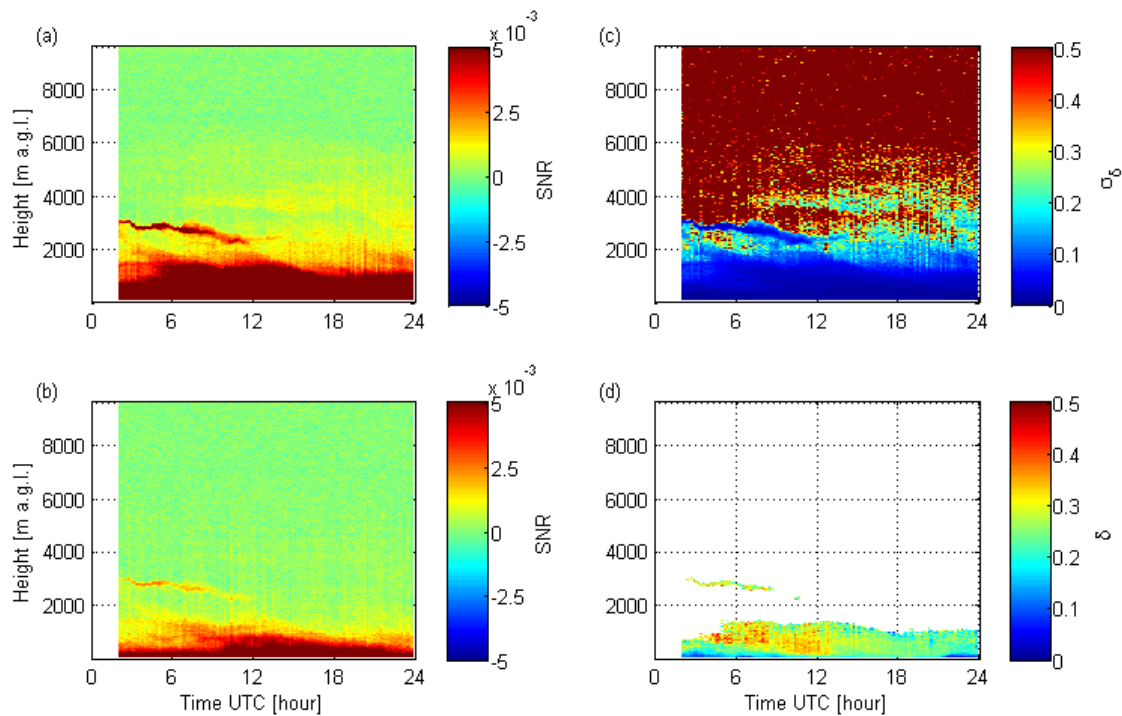 (a)
x 10⁻³
Height [m a.g.l.]
8000
6000
4000
2000
0 6 12 18 24
5
2.5
0
-2.5
-5
SNR
(c)
8000
6000
4000
2000
0 6 12 18 24
0.5
0.4
0.3
0.2
0.1
0
σδ
(b)
x 10⁻³
Height [m a.g.l.]
8000
6000
4000
2000
0 6 12 18 24
Time UTC [hour]
5
2.5
0
-2.5
-5
SNR
(d)
8000
6000
4000
2000
0 6 12 18 24
Time UTC [hour]
0.5
0.4
0.3
0.2
0.1
0
δ